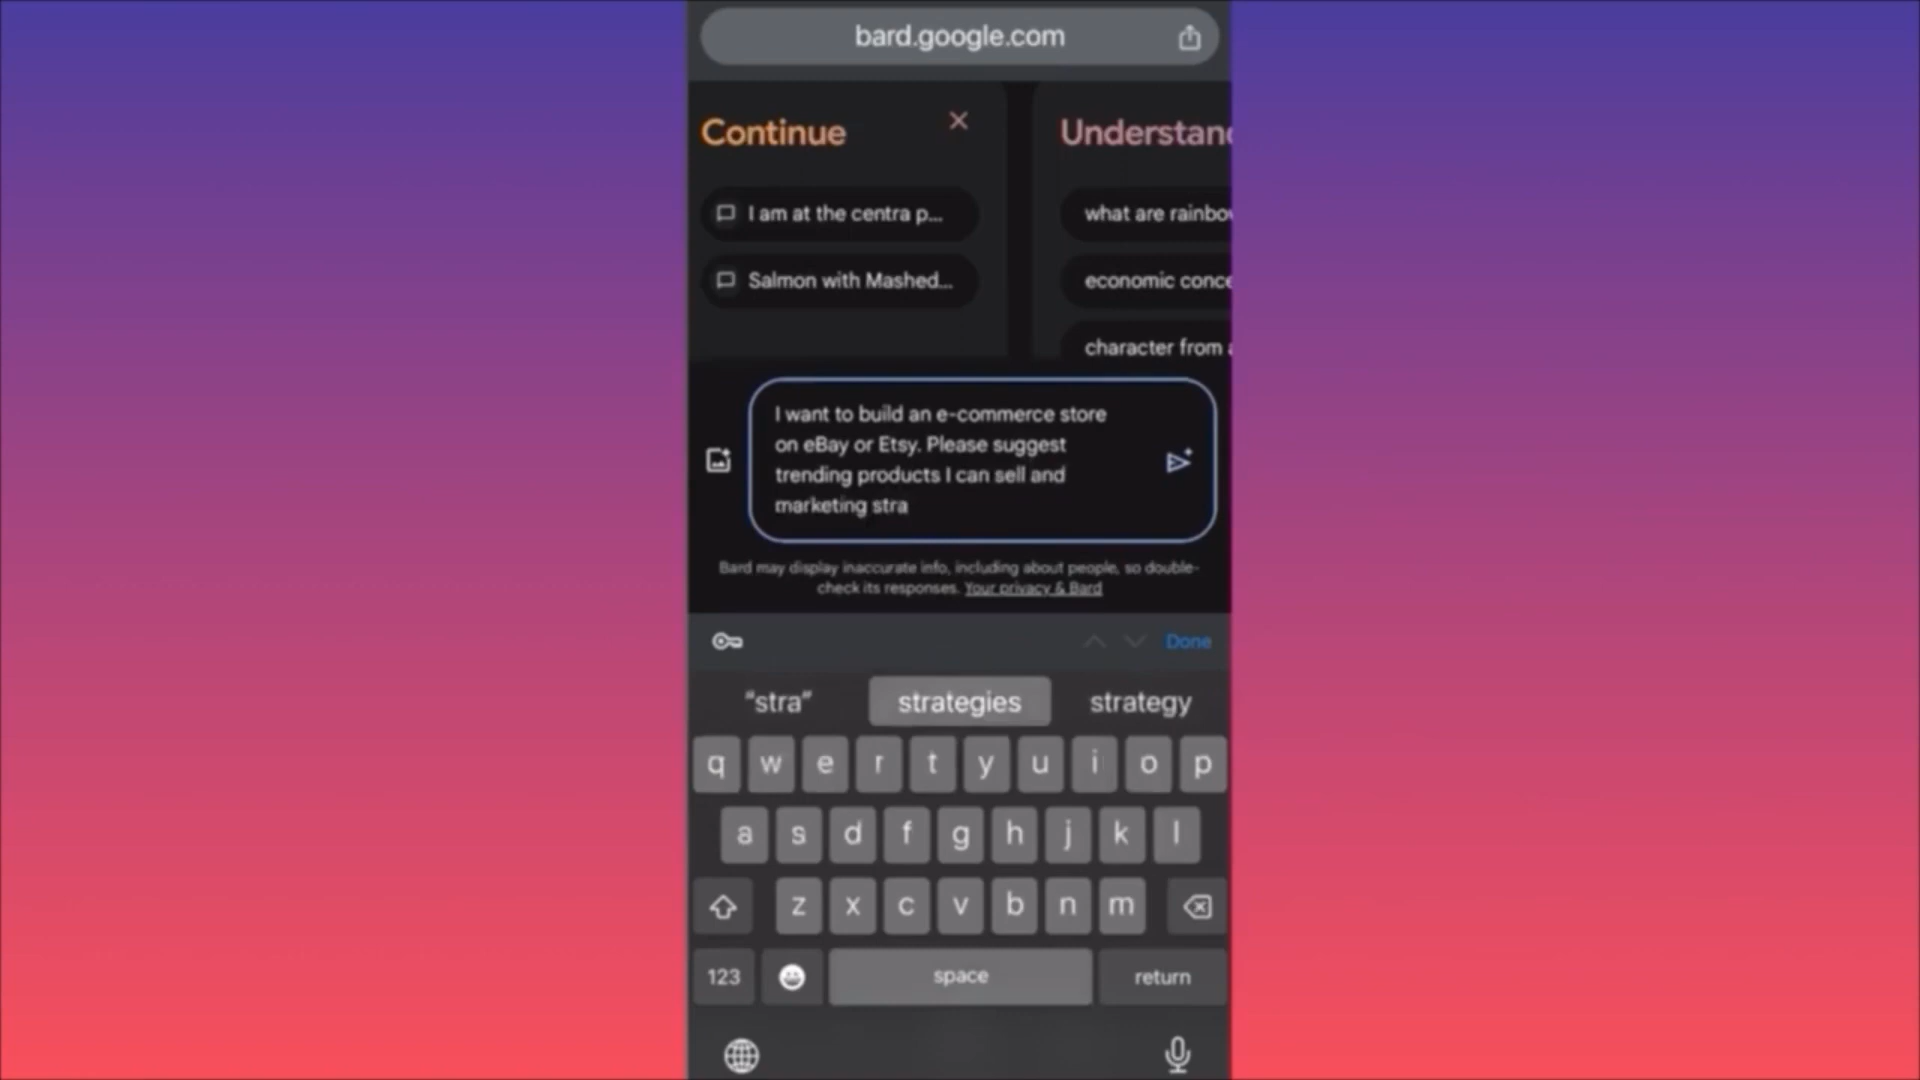 bard.google.com
Continue
Understand
I am at the centra p...
what are rainbow
Salmon with Mashed...
economic conce
character from a
I want to build an e-commerce store
on eBay or Etsy. Please suggest
trending products I can sell and
marketing stra
Bard may display inaccurate info, including about people, so double-
check its responses. Your privacy & Bard
Done
“stra” strategies strategy
q w e r t y u i o p
a s d f g h j k l
z x c v b n m
123 space return